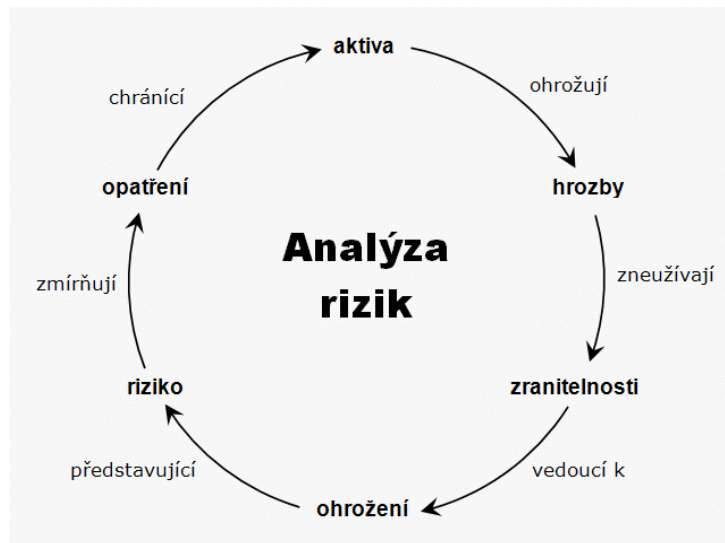 aktiva
ohrožují
hrozby
zneužívají
zranitelnosti
vedoucí k
ohrožení
představující
riziko
zmírňují
opatření
chránící
Analýza
rizik